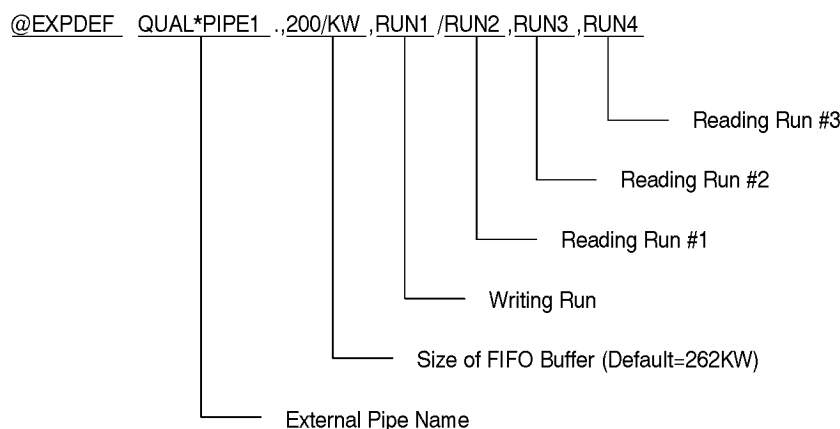 @EXPDEF QUAL*PIPE1 .,200/KW ,RUN1 /RUN2 ,RUN3 ,RUN4
Reading Run #3
Reading Run #2
Reading Run #1
Writing Run
Size of FIFO Buffer (Default=262KW)
External Pipe Name